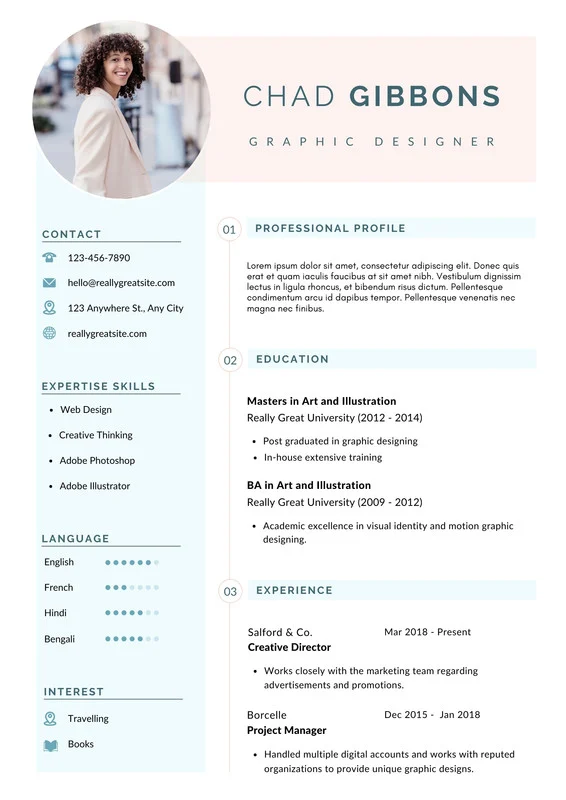 CHAD GIBBONS
GRAPHIC DESIGNER
CONTACT
123-456-7890
hello@reallygreatsite.com
123 Anywhere St., Any City
reallygreatsite.com
EXPERTISE SKILLS
• Web Design
• Creative Thinking
• Adobe Photoshop
• Adobe Illustrator
LANGUAGE
English
French
Hindi
Bengali
INTEREST
Travelling
Books
01 PROFESSIONAL PROFILE
Lorem ipsum dolor sit amet, consectetur adipiscing elit. Donec quis
erat et quam iaculis faucibus at sit amet nibh. Vestibulum dignissim
lectus in ligula rhoncus, et bibendum risus dictum. Pellentesque
condimentum arcu id dapibus tempor. Pellentesque venenatis nec
magna nec finibus.
02 EDUCATION
Masters in Art and Illustration
Really Great University (2012 - 2014)
• Post graduated in graphic designing
• In-house extensive training
BA in Art and Illustration
Really Great University (2009 - 2012)
• Academic excellence in visual identity and motion graphic
designing.
03 EXPERIENCE
Salford & Co. Mar 2018 - Present
Creative Director
• Works closely with the marketing team regarding
advertisements and promotions.
Borcelle Dec 2015 - Jan 2018
Project Manager
• Handled multiple digital accounts and works with reputed
organizations to provide unique graphic designs.